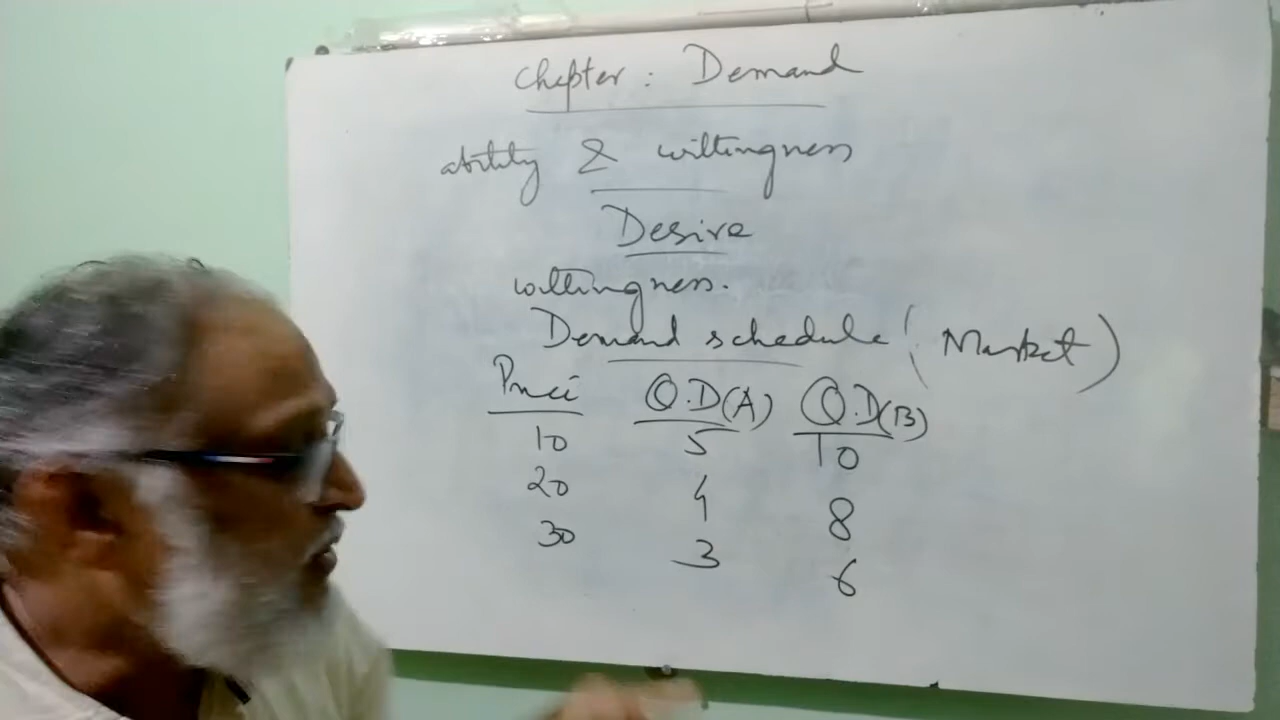 Chapter : Demand
ability & willingness
Desire
willingness.
Demand schedule (Market)
Price Q.D(A) Q.D(B)
10 5 10
20 4 8
30 3 6